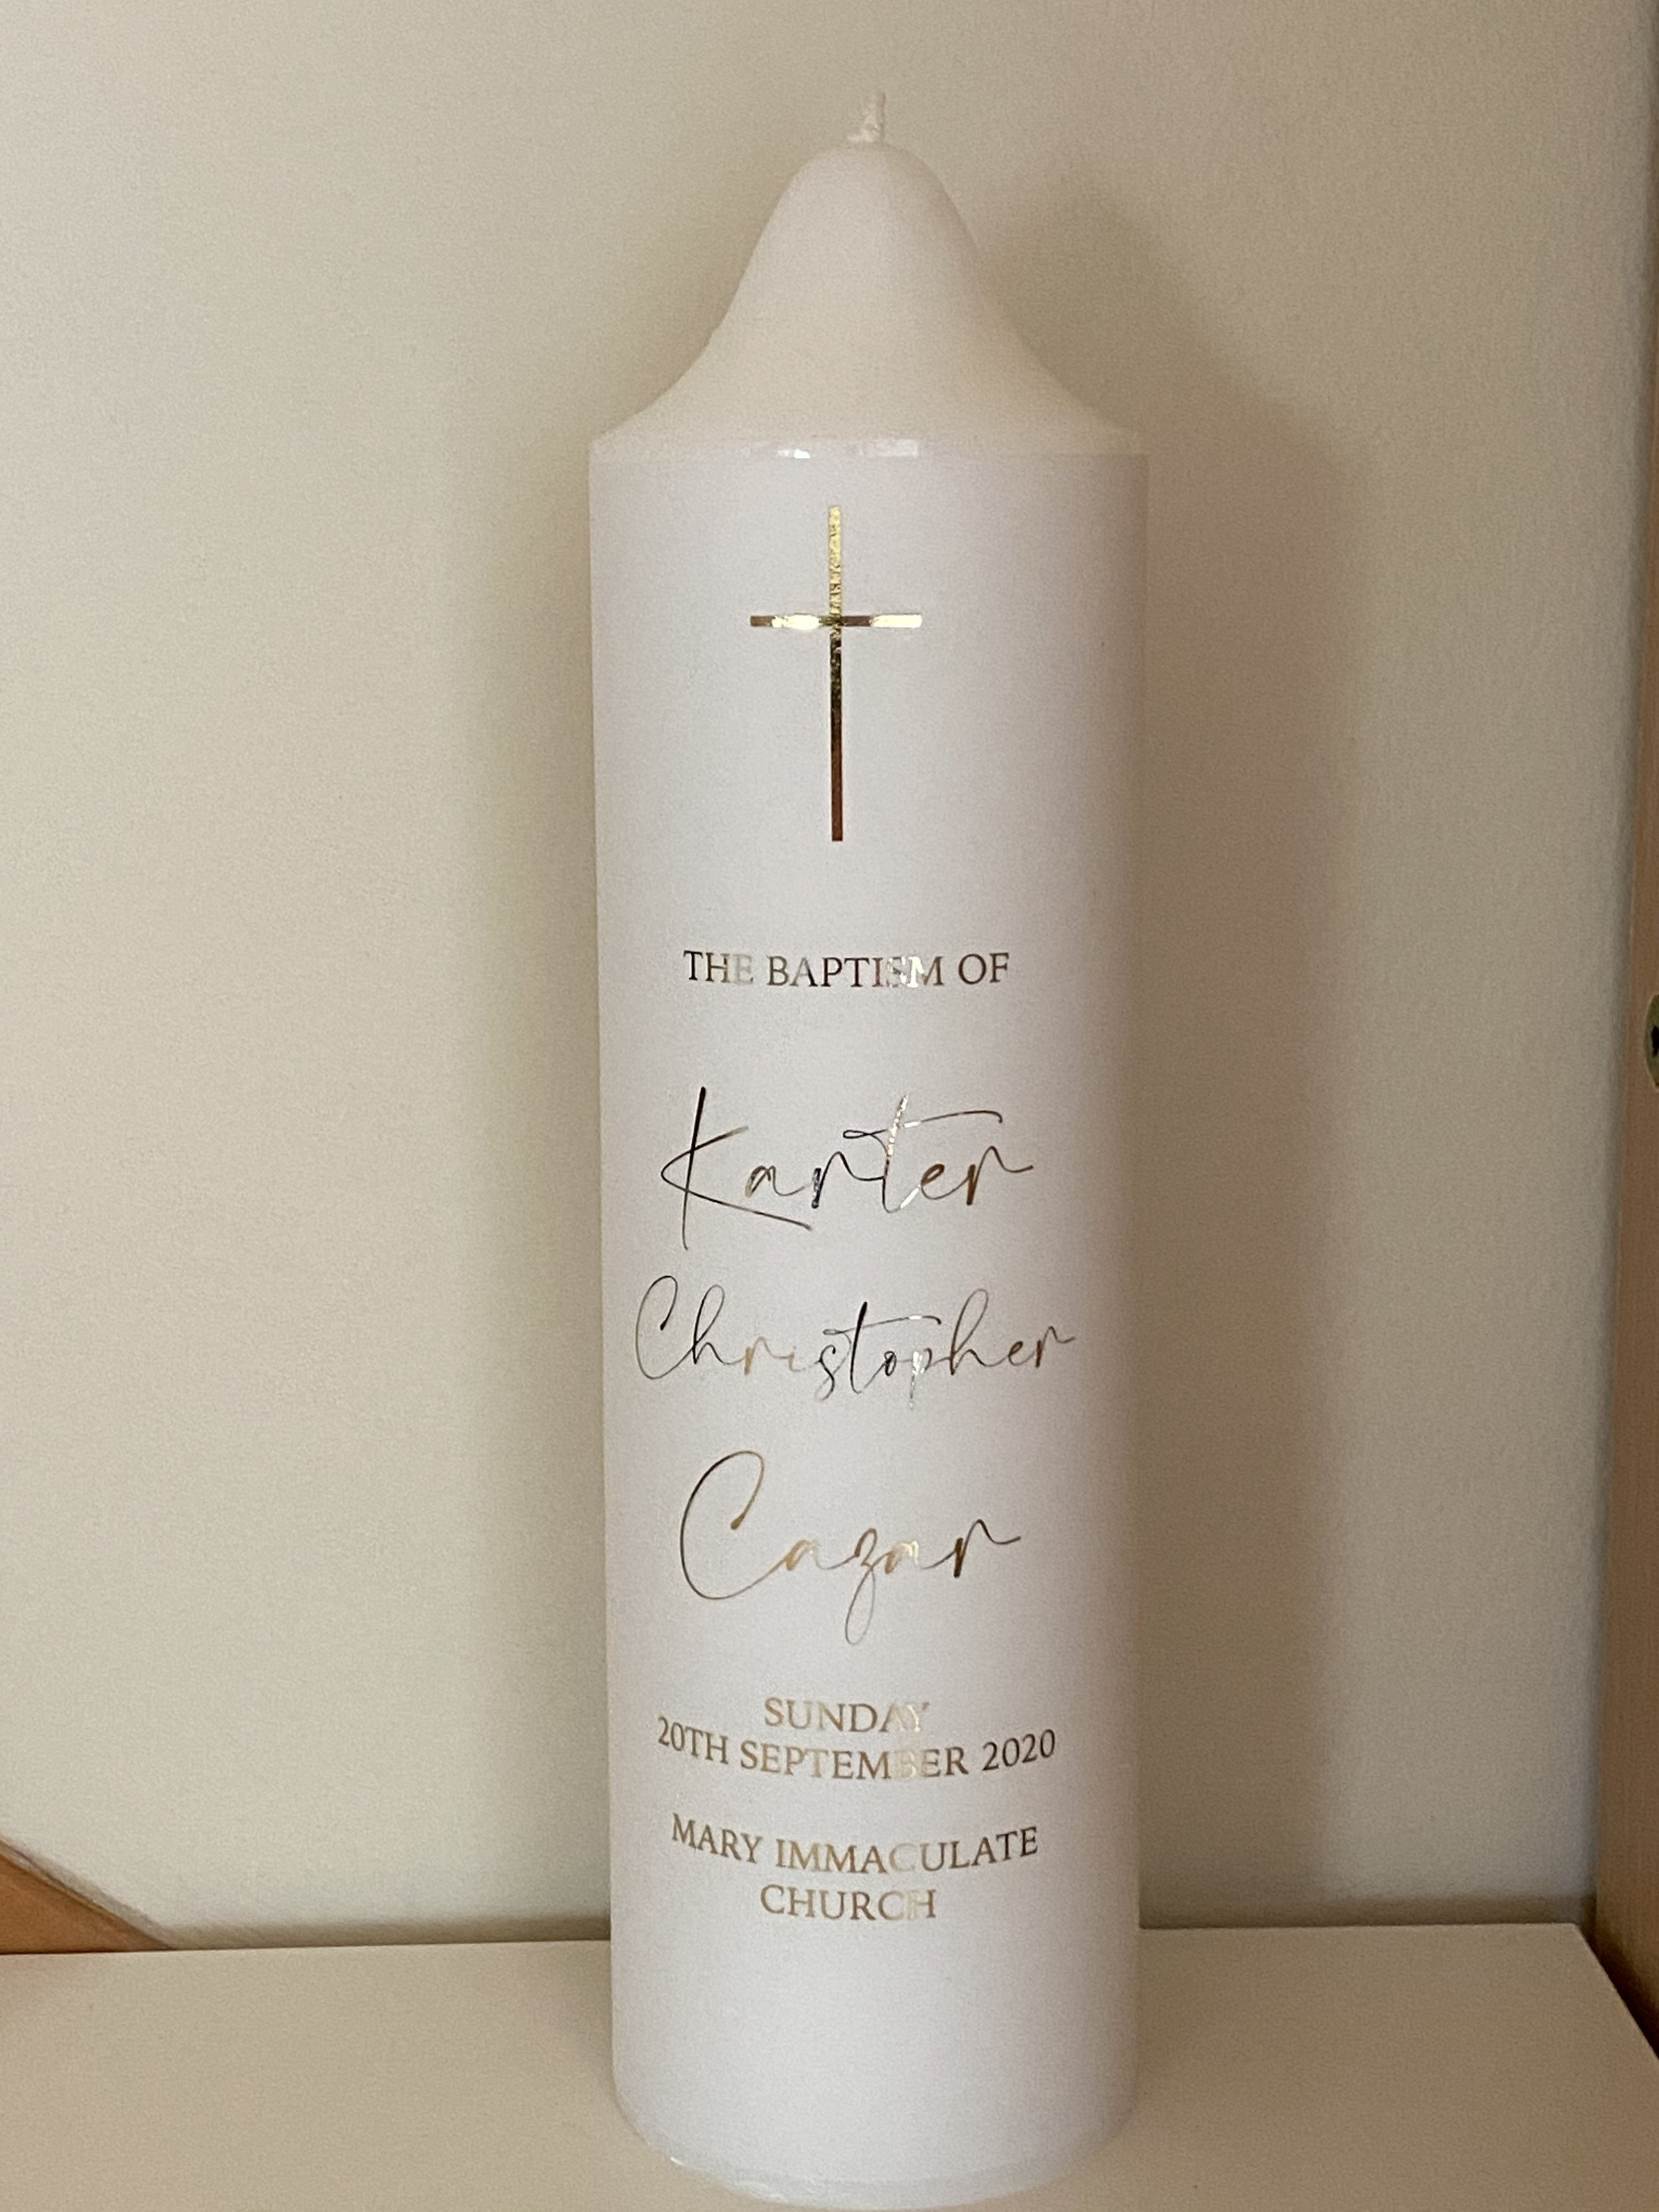 THE BAPTISM OF
Karter
Christopher
Cazar
SUNDAY
20TH SEPTEMBER 2020
MARY IMMACULATE
CHURCH